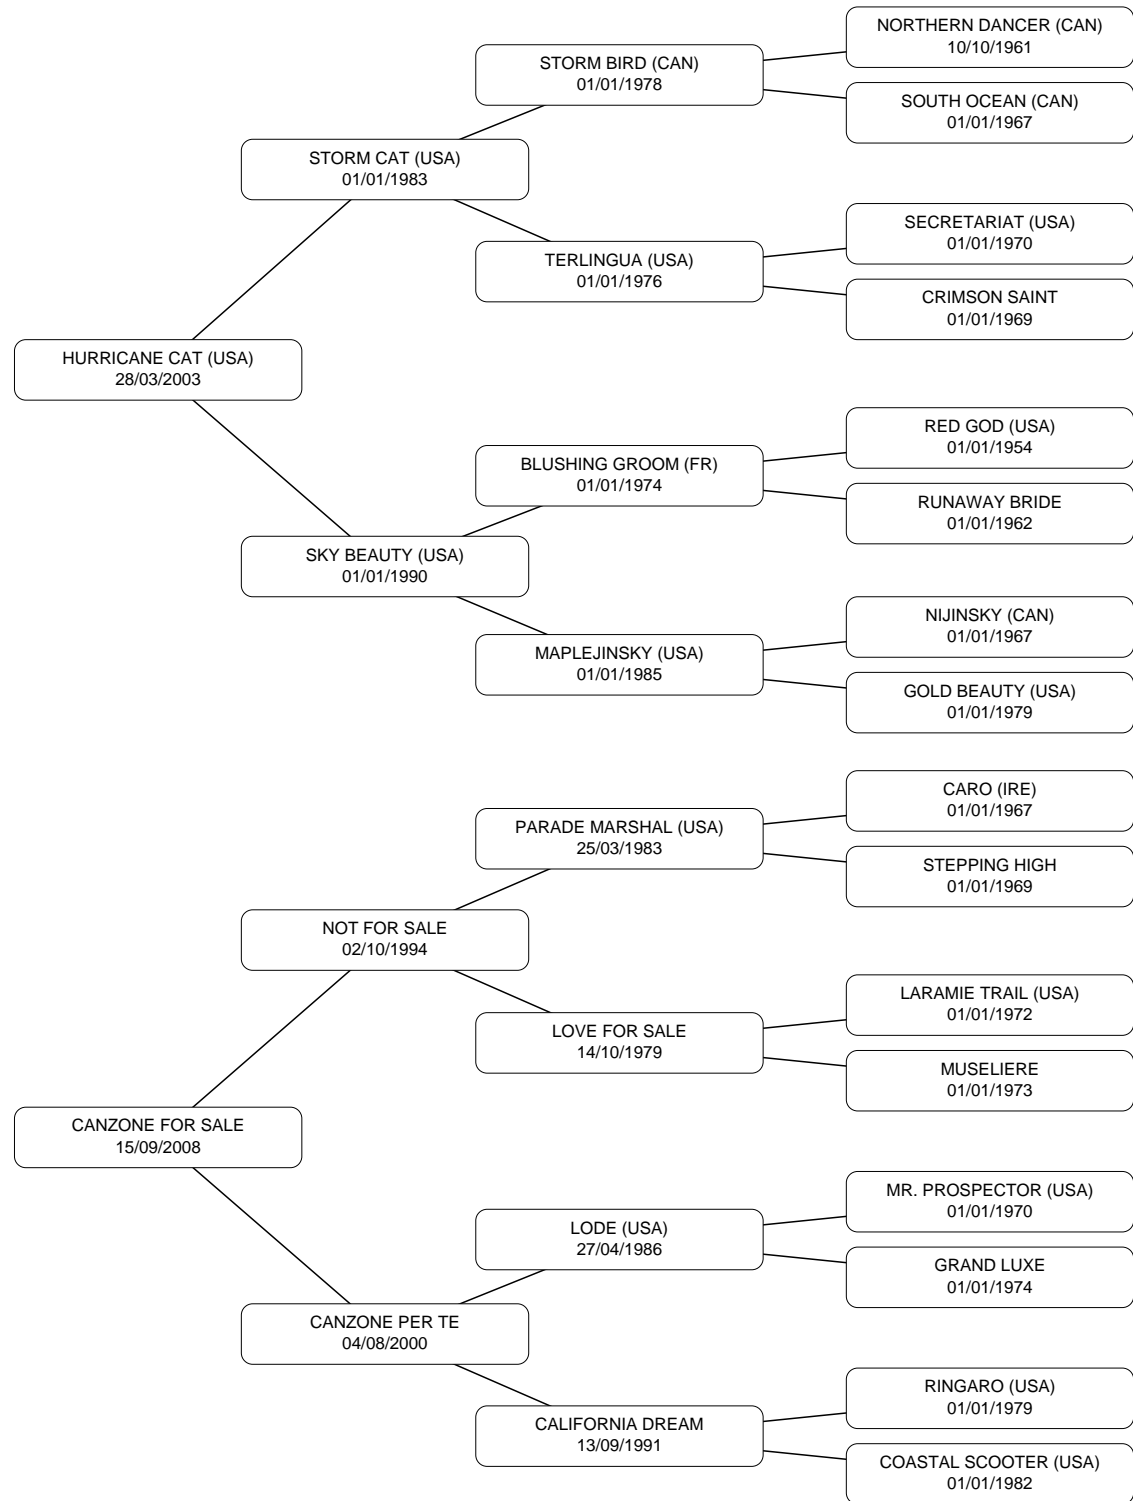 NORTHERN DANCER (CAN)
10/10/1961
STORM BIRD (CAN)
01/01/1978
SOUTH OCEAN (CAN)
01/01/1967
STORM CAT (USA)
01/01/1983
SECRETARIAT (USA)
01/01/1970
TERLINGUA (USA)
01/01/1976
CRIMSON SAINT
01/01/1969
HURRICANE CAT (USA)
28/03/2003
RED GOD (USA)
01/01/1954
BLUSHING GROOM (FR)
01/01/1974
RUNAWAY BRIDE
01/01/1962
SKY BEAUTY (USA)
01/01/1990
NIJINSKY (CAN)
01/01/1967
MAPLEJINSKY (USA)
01/01/1985
GOLD BEAUTY (USA)
01/01/1979
CARO (IRE)
01/01/1967
PARADE MARSHAL (USA)
25/03/1983
STEPPING HIGH
01/01/1969
NOT FOR SALE
02/10/1994
LARAMIE TRAIL (USA)
01/01/1972
LOVE FOR SALE
14/10/1979
MUSELIERE
01/01/1973
CANZONE FOR SALE
15/09/2008
MR. PROSPECTOR (USA)
01/01/1970
LODE (USA)
27/04/1986
GRAND LUXE
01/01/1974
CANZONE PER TE
04/08/2000
RINGARO (USA)
01/01/1979
CALIFORNIA DREAM
13/09/1991
COASTAL SCOOTER (USA)
01/01/1982